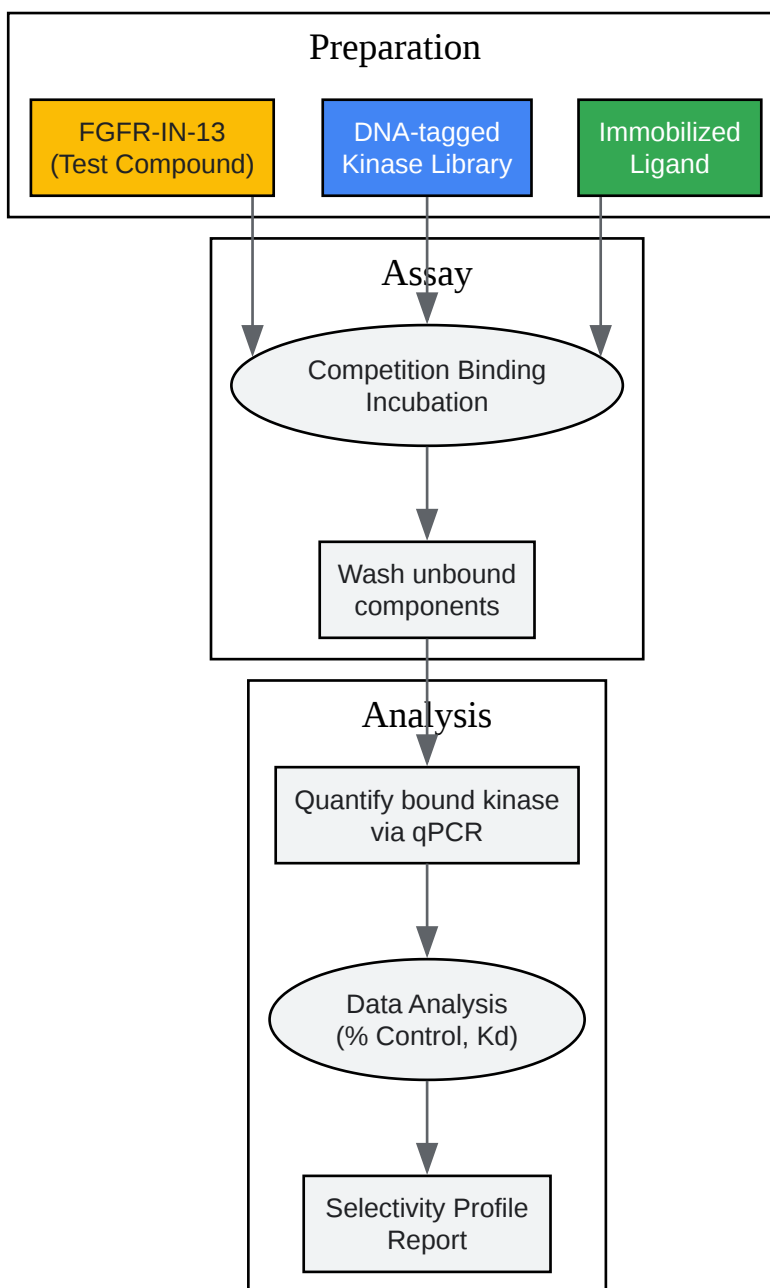 Preparation
FGFR-IN-13
(Test Compound)
DNA-tagged
Kinase Library
Immobilized
Ligand
Assay
Competition Binding
Incubation
Wash unbound
components
Analysis
Quantify bound kinase
via qPCR
Data Analysis
(% Control, Kd)
Selectivity Profile
Report